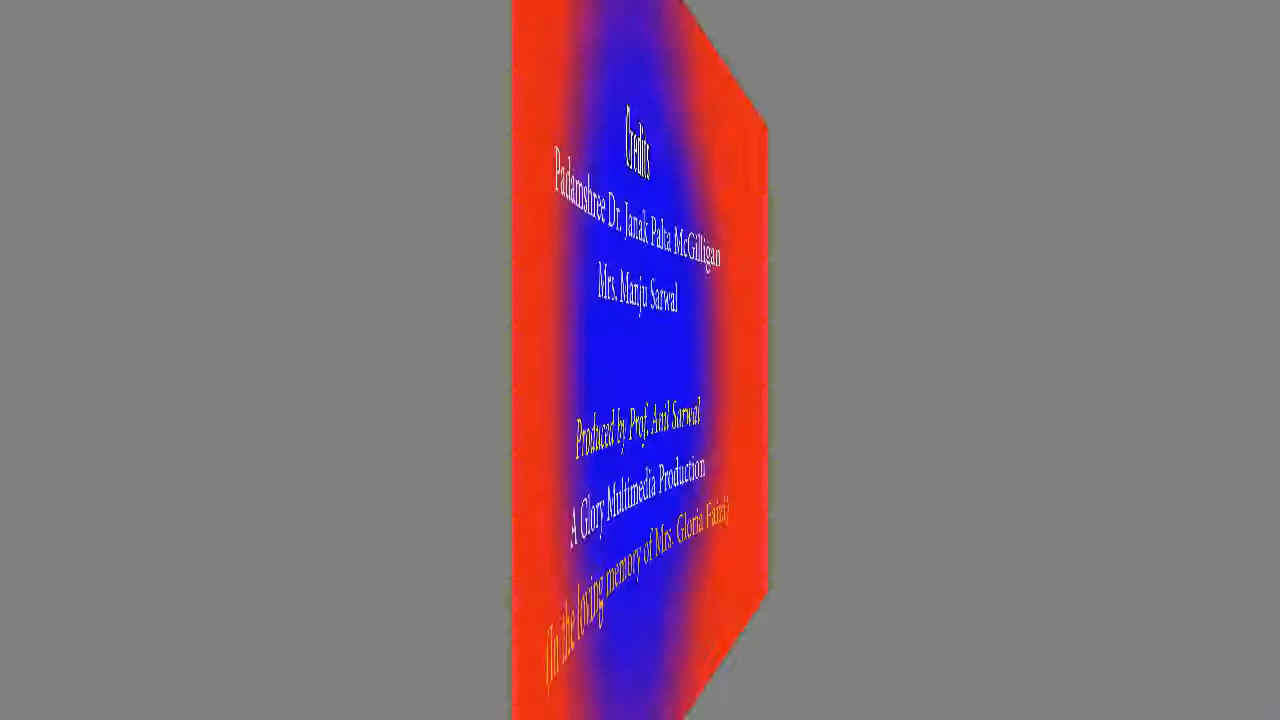 Credits
Padamshree Dr. Janak Palta McGilligan
Mrs. Manju Sarwal
Produced by Prof. Anil Sarwal
A Glory Multimedia Production
(In the loving memory of Mrs. Gloria Faizi)